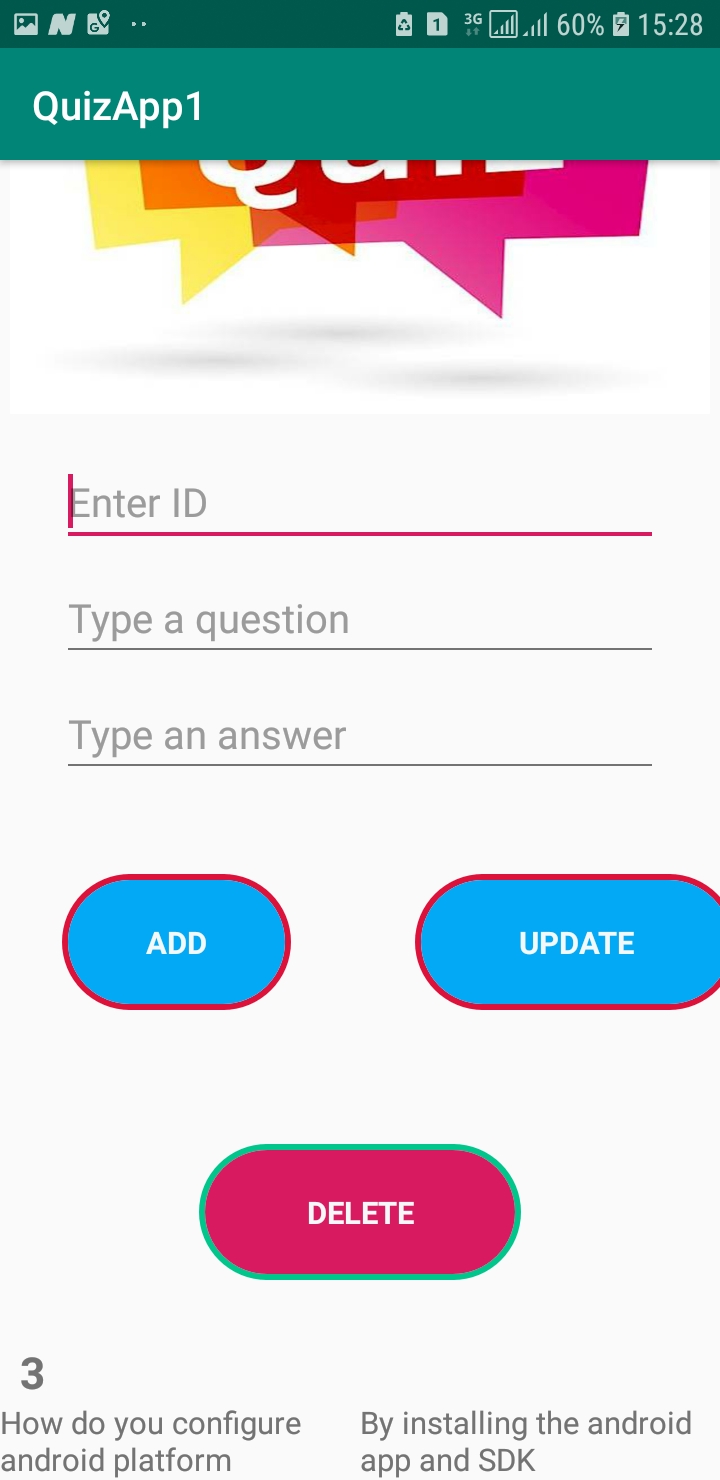 3G 60% 15:28
QuizApp1
Quiz
Enter ID
Type a question
Type an answer
ADD
UPDATE
DELETE
3
How do you configure
android platform
By installing the android
app and SDK